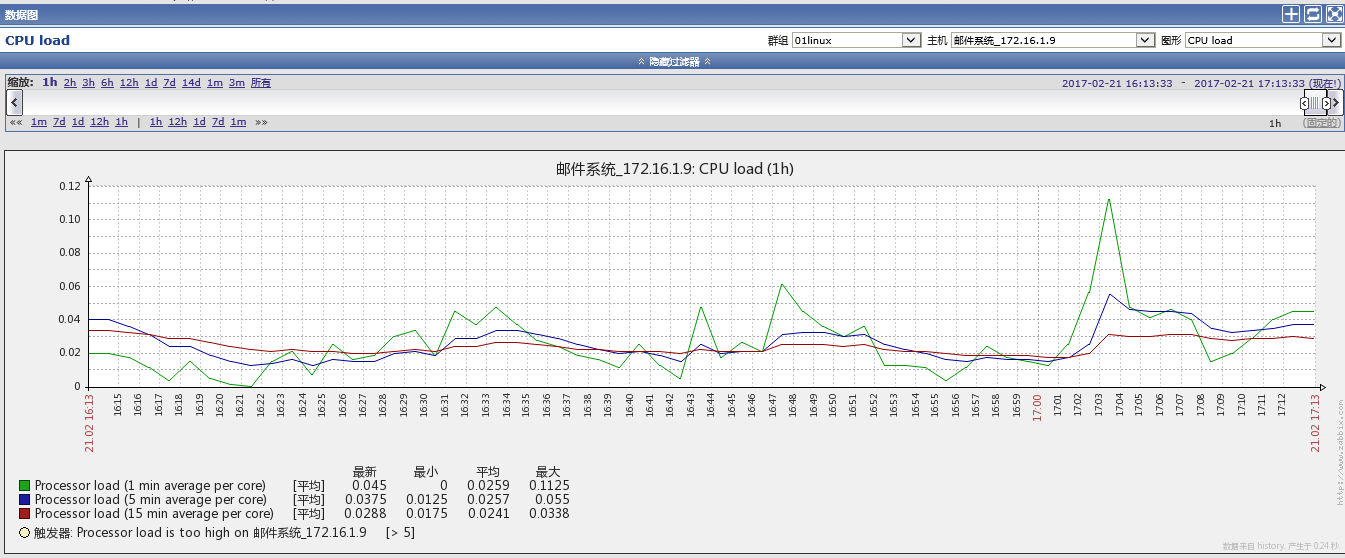 数据图
CPU load 群组 01linux 主机 邮件系统_172.16.1.9 图形 CPU load
隐藏过滤器
缩放: 1h 2h 3h 6h 12h 1d 7d 14d 1m 3m 所有 2017-02-21 16:13:33 - 2017-02-21 17:13:33 (现在!)
«« 1m 7d 1d 12h 1h | 1h 12h 1d 7d 1m »» 1h (固定的)
邮件系统_172.16.1.9: CPU load (1h)
0.12
0.10
0.08
0.06
0.04
0.02
0
21.02 16:13 16:15 16:16 16:17 16:18 16:19 16:20 16:21 16:22 16:23 16:24 16:25 16:26 16:27 16:28 16:29 16:30 16:31 16:32 16:33 16:34 16:35 16:36 16:37 16:38 16:39 16:40 16:41 16:42 16:43 16:44 16:45 16:46 16:47 16:48 16:49 16:50 16:51 16:52 16:53 16:54 16:55 16:56 16:57 16:58 16:59 17:00 17:01 17:02 17:03 17:04 17:05 17:06 17:07 17:08 17:09 17:10 17:11 17:12 21.02 17:13
最新 最小 平均 最大
Processor load (1 min average per core) [平均] 0.045 0 0.0259 0.1125
Processor load (5 min average per core) [平均] 0.0375 0.0125 0.0257 0.055
Processor load (15 min average per core) [平均] 0.0288 0.0175 0.0241 0.0338
触发器: Processor load is too high on 邮件系统_172.16.1.9 [> 5]
http://www.zabbix.com
数据来自 history. 产生于 0.24 秒